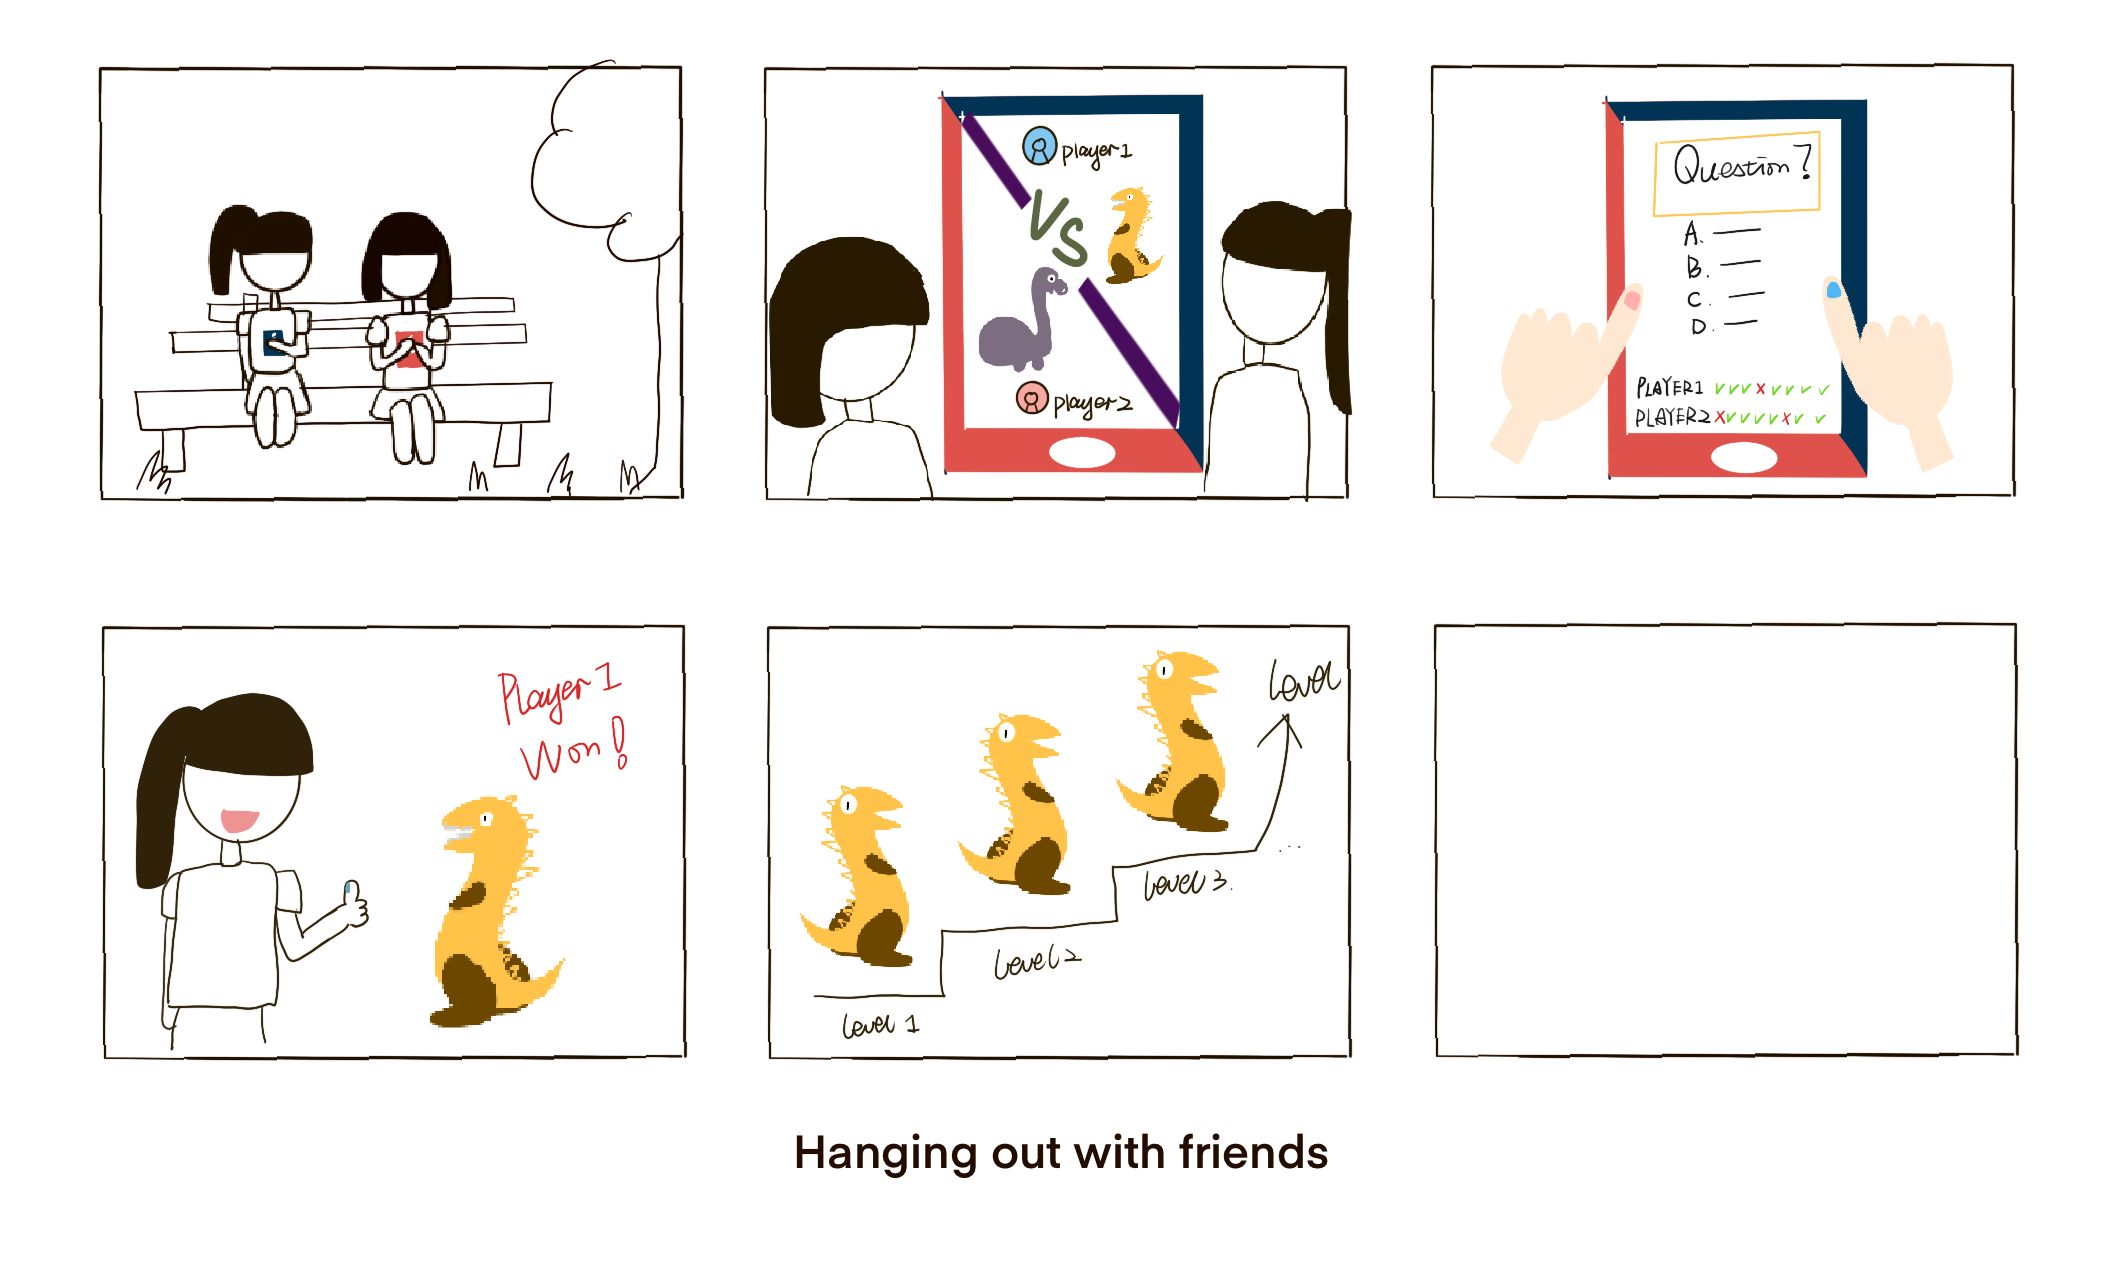 player1
VS
player2
Question?
A.
B.
C.
D.
PLAYER1 ✓✓✓✗✓✓✓✓
PLAYER2 ✗✓✓✓✓✗✓✓
Player 1
Won!
Level
Level 3.
...
Level 2
Level 1
Hanging out with friends